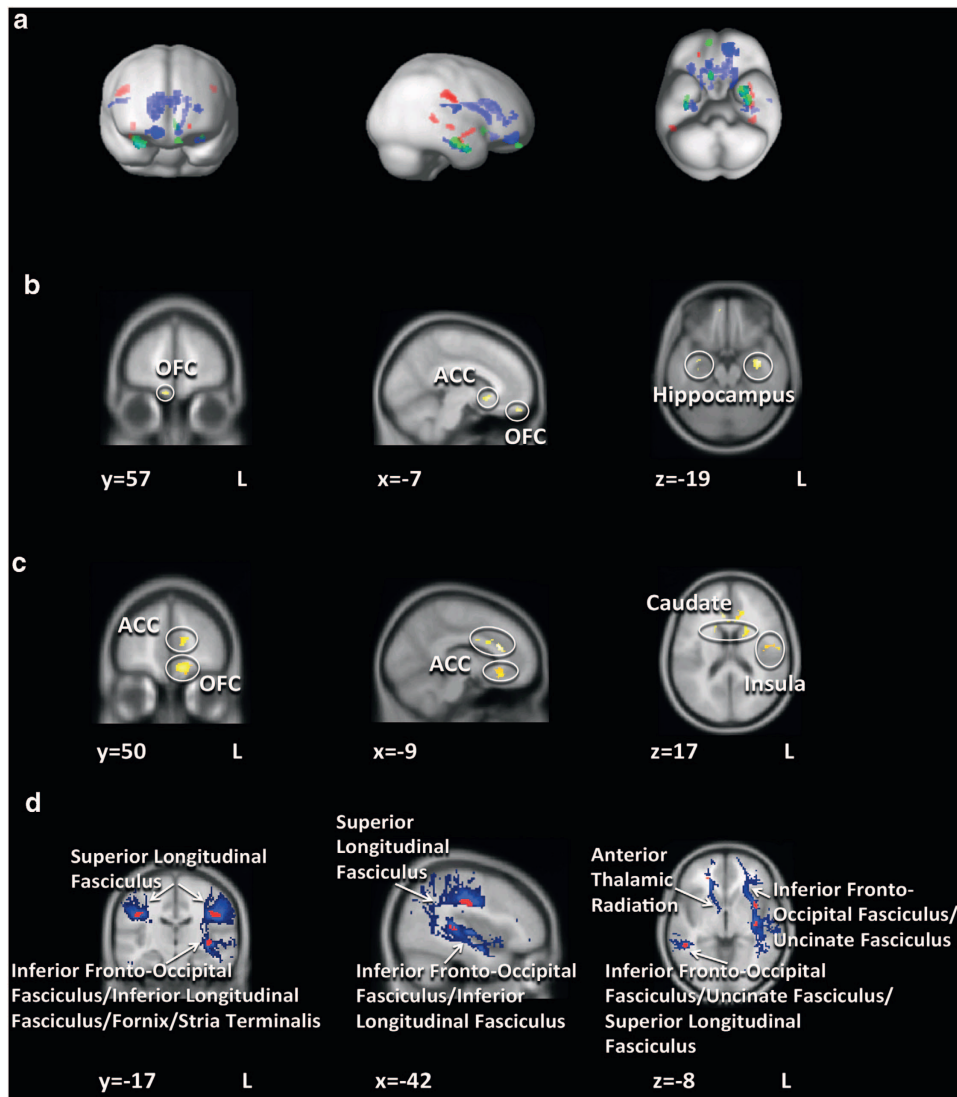 a
b
OFC
ACC
OFC
Hippocampus
y=57 L
x=-7
z=-19 L
c
ACC
OFC
ACC
Caudate
Insula
y=50 L
x=-9
z=17 L
d
Superior Longitudinal
Fasciculus
Inferior Fronto-Occipital
Fasciculus/Inferior Longitudinal
Fasciculus/Fornix/Stria Terminalis
Superior
Longitudinal
Fasciculus
Inferior Fronto-Occipital
Fasciculus/Inferior
Longitudinal Fasciculus
Anterior
Thalamic
Radiation
Inferior Fronto-
Occipital Fasciculus/
Uncinate Fasciculus
Inferior Fronto-Occipital
Fasciculus/Uncinate Fasciculus/
Superior Longitudinal
Fasciculus
y=-17 L
x=-42
z=-8 L